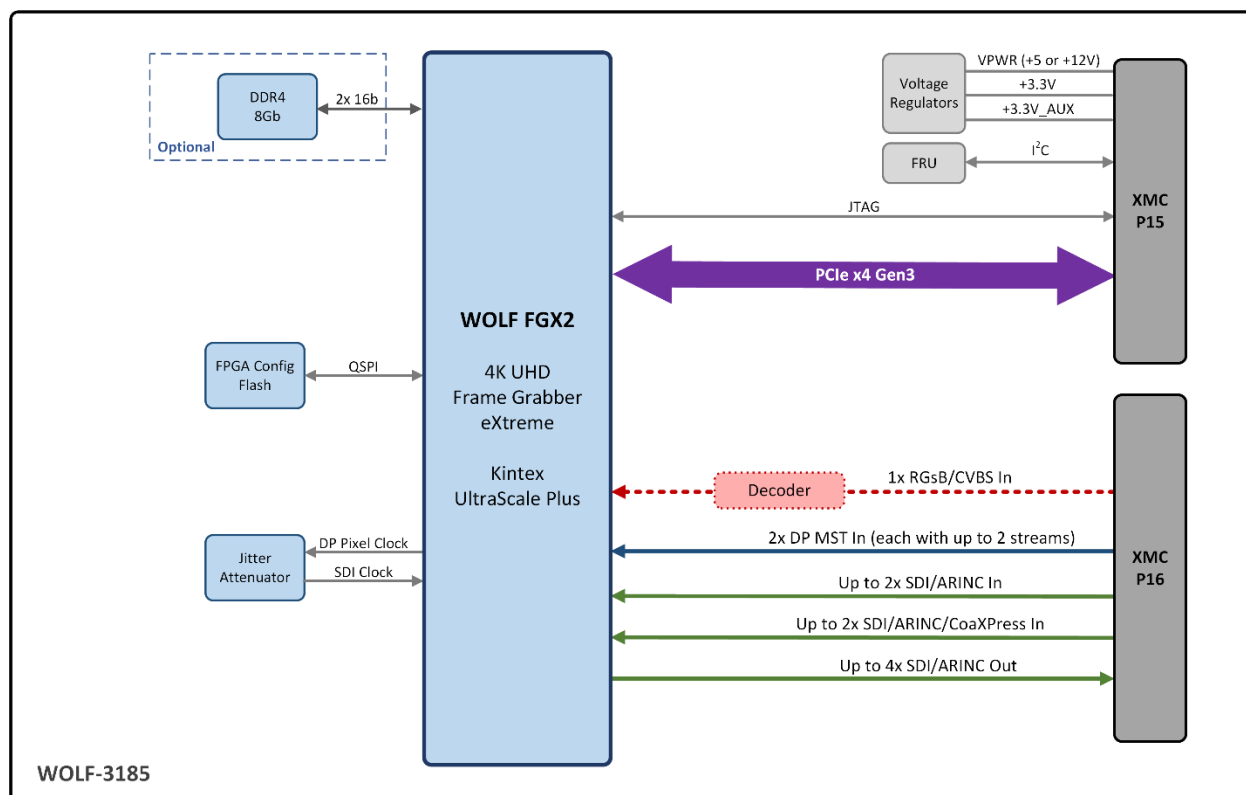 DDR4
8Gb
2x 16b
Optional
WOLF FGX2
4K UHD
Frame Grabber
eXtreme
Kintex
UltraScale Plus
FPGA Config
Flash
QSPI
Jitter
Attenuator
DP Pixel Clock
SDI Clock
Voltage
Regulators
VPWR (+5 or +12V)
+3.3V
+3.3V_AUX
FRU
I²C
JTAG
PCIe x4 Gen3
XMC
P15
Decoder
1x RGsB/CVBS In
2x DP MST In (each with up to 2 streams)
Up to 2x SDI/ARINC In
Up to 2x SDI/ARINC/CoaXPress In
Up to 4x SDI/ARINC Out
XMC
P16
WOLF-3185